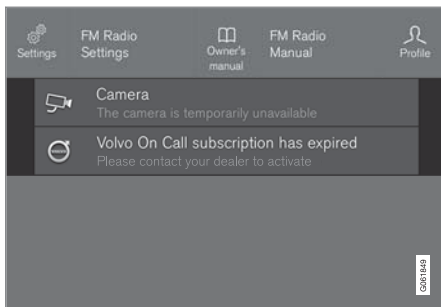 Settings
FM Radio
Settings
Owner's
manual
FM Radio
Manual
Profile
Camera
The camera is temporarily unavailable
Volvo On Call subscription has expired
Please contact your dealer to activate
G061849